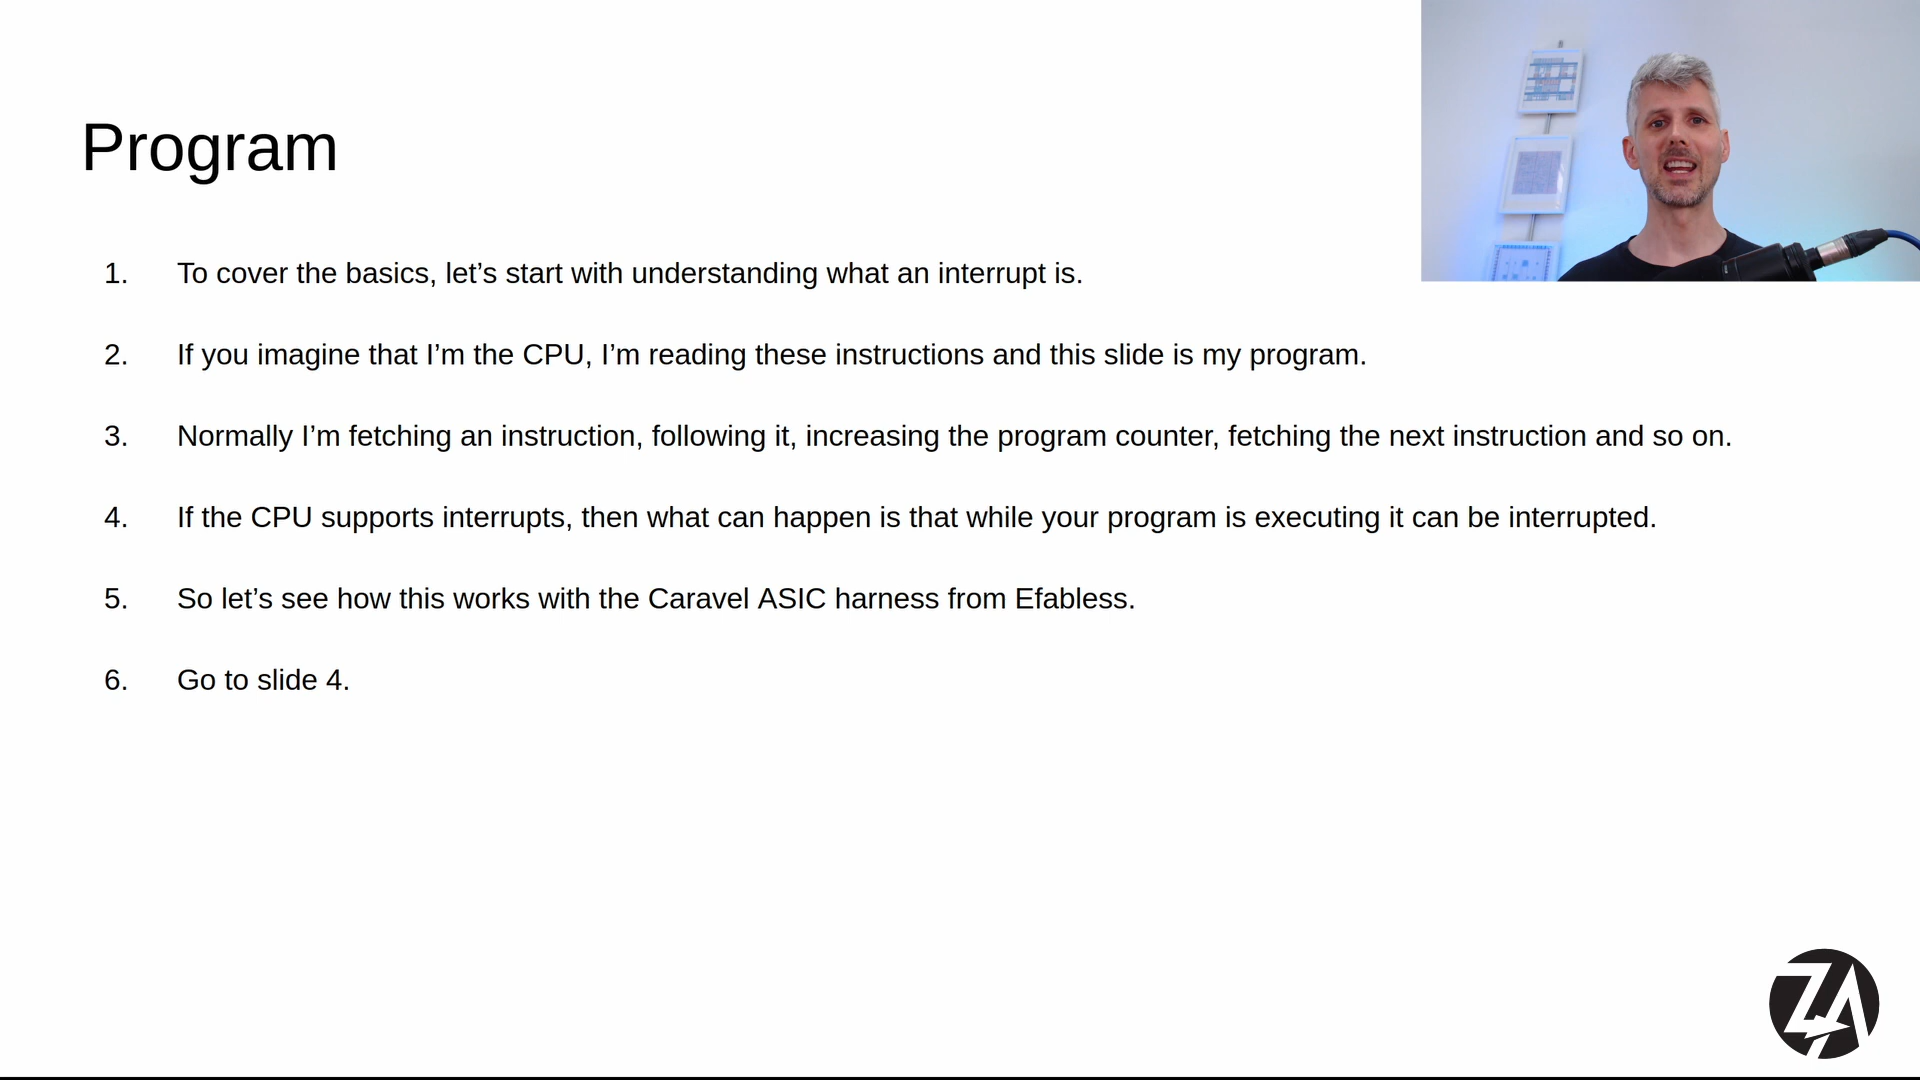 Program
1. To cover the basics, let’s start with understanding what an interrupt is.
2. If you imagine that I’m the CPU, I’m reading these instructions and this slide is my program.
3. Normally I’m fetching an instruction, following it, increasing the program counter, fetching the next instruction and so on.
4. If the CPU supports interrupts, then what can happen is that while your program is executing it can be interrupted.
5. So let’s see how this works with the Caravel ASIC harness from Efabless.
6. Go to slide 4.
ZA